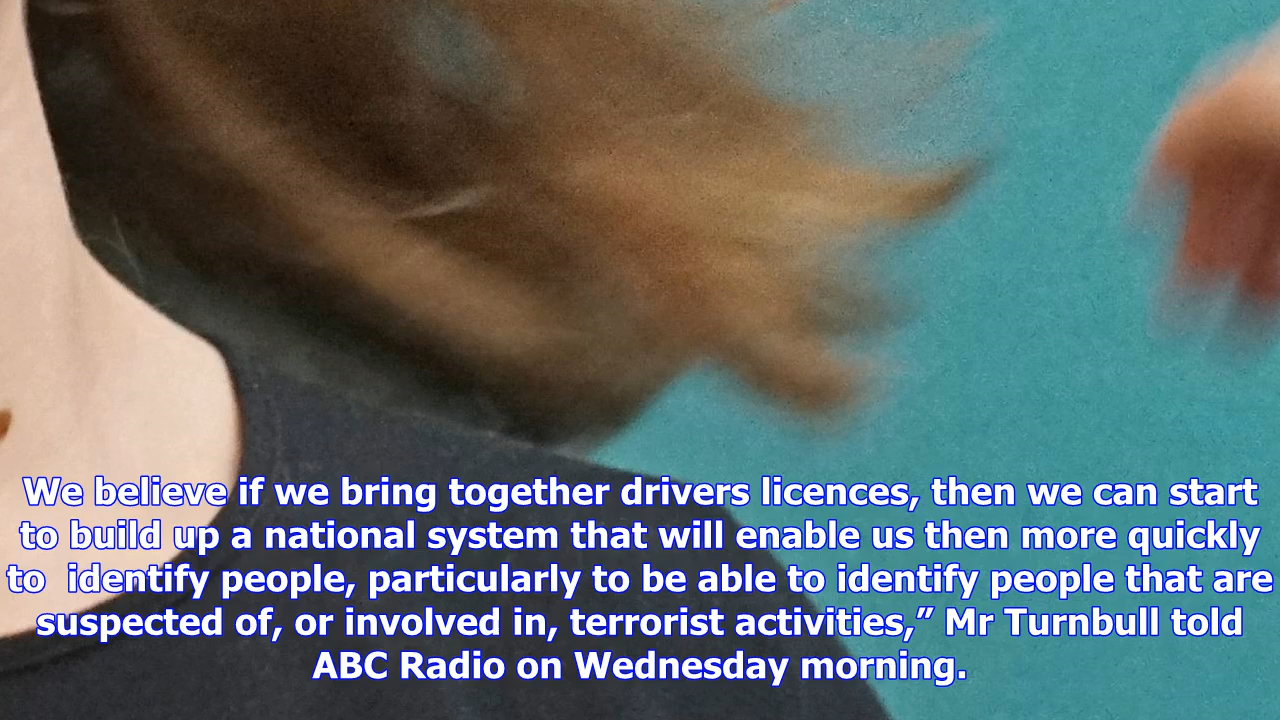 We believe if we bring together drivers licences, then we can start
to build up a national system that will enable us then more quickly
to  identify people, particularly to be able to identify people that are
suspected of, or involved in, terrorist activities,” Mr Turnbull told
ABC Radio on Wednesday morning.